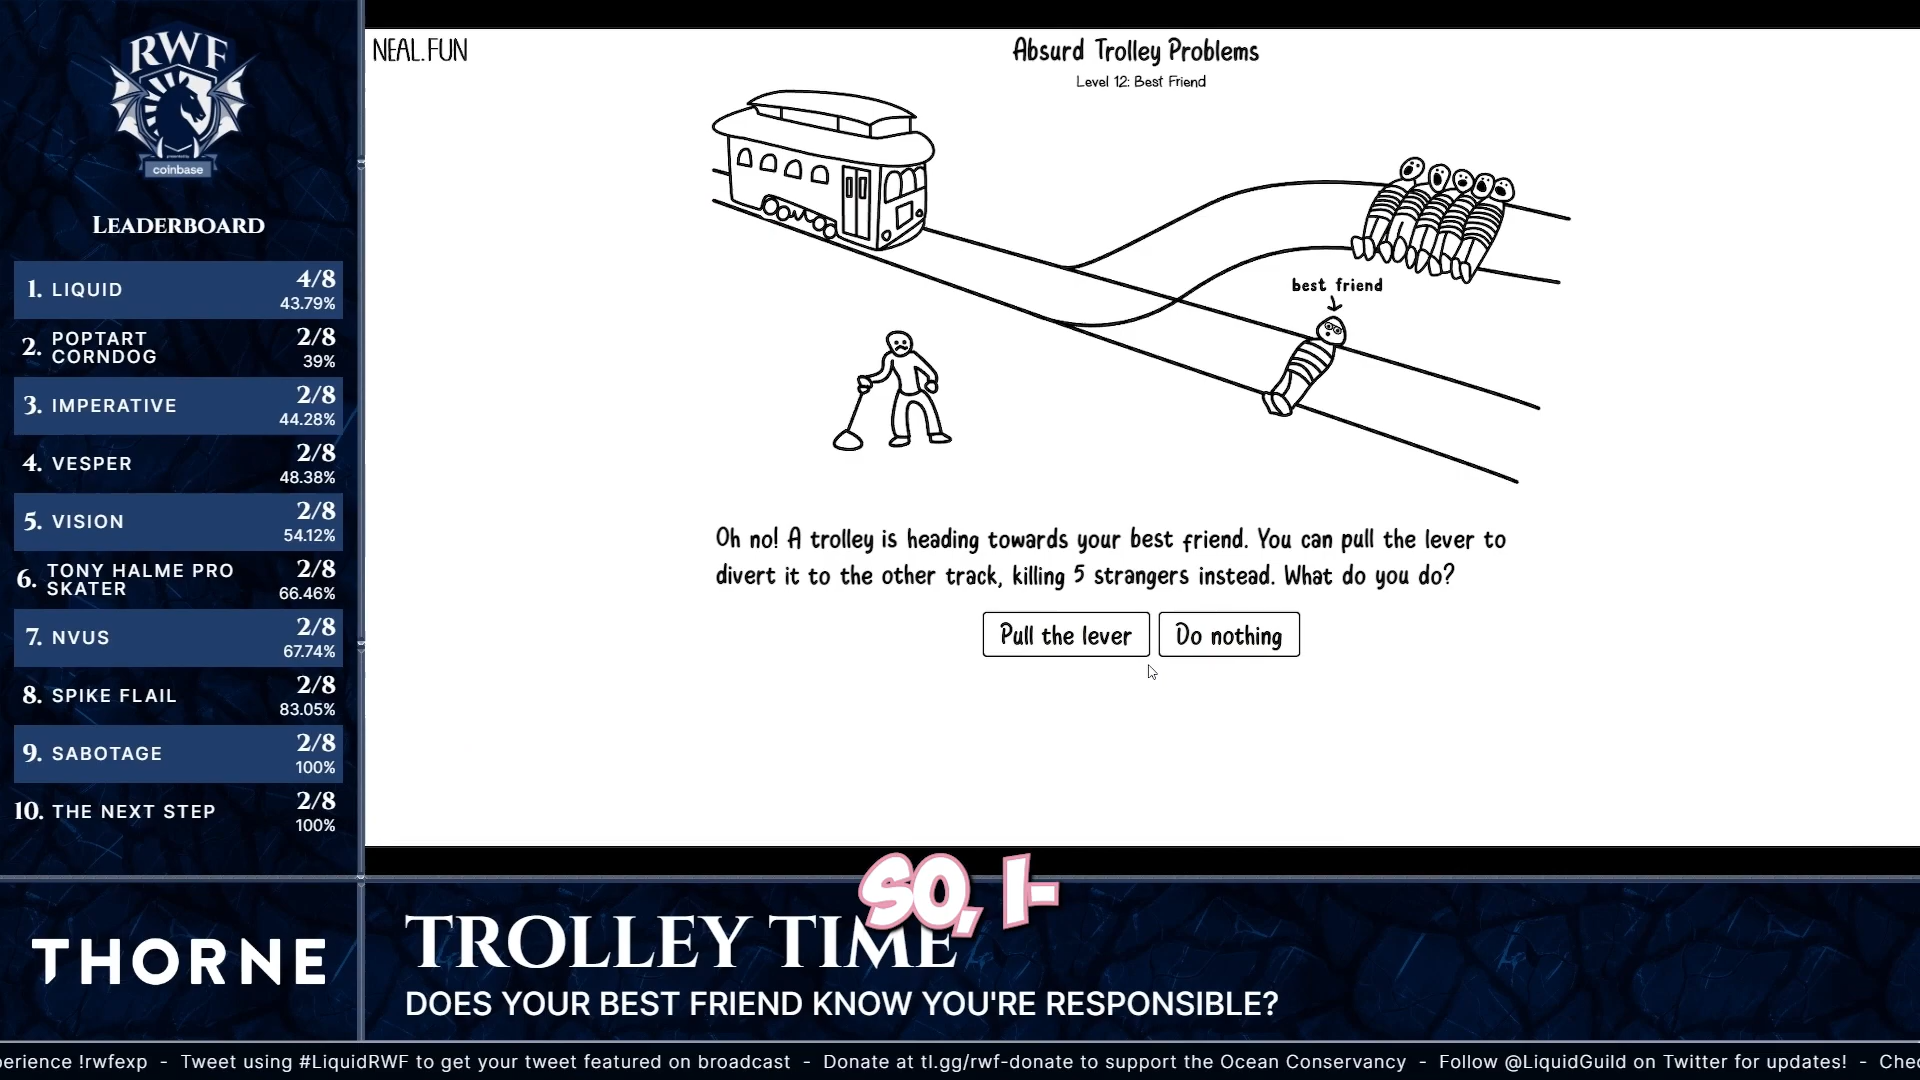 RWF
presented by
coinbase
LEADERBOARD
1. LIQUID 4/8
43.79%
2. POPTART CORNDOG 2/8
39%
3. IMPERATIVE 2/8
44.28%
4. VESPER 2/8
48.38%
5. VISION 2/8
54.12%
6. TONY HALME PRO SKATER 2/8
66.46%
7. NVUS 2/8
67.74%
8. SPIKE FLAIL 2/8
83.05%
9. SABOTAGE 2/8
100%
10. THE NEXT STEP 2/8
100%
NEAL.FUN
Absurd Trolley Problems
Level 12: Best Friend
best friend
Oh no! A trolley is heading towards your best friend. You can pull the lever to
divert it to the other track, killing 5 strangers instead. What do you do?
Pull the lever Do nothing
SO, I-
THORNE
TROLLEY TIME
DOES YOUR BEST FRIEND KNOW YOU'RE RESPONSIBLE?
perience !rwfexp - Tweet using #LiquidRWF to get your tweet featured on broadcast - Donate at tl.gg/rwf-donate to support the Ocean Conservancy - Follow @LiquidGuild on Twitter for updates! - Chec